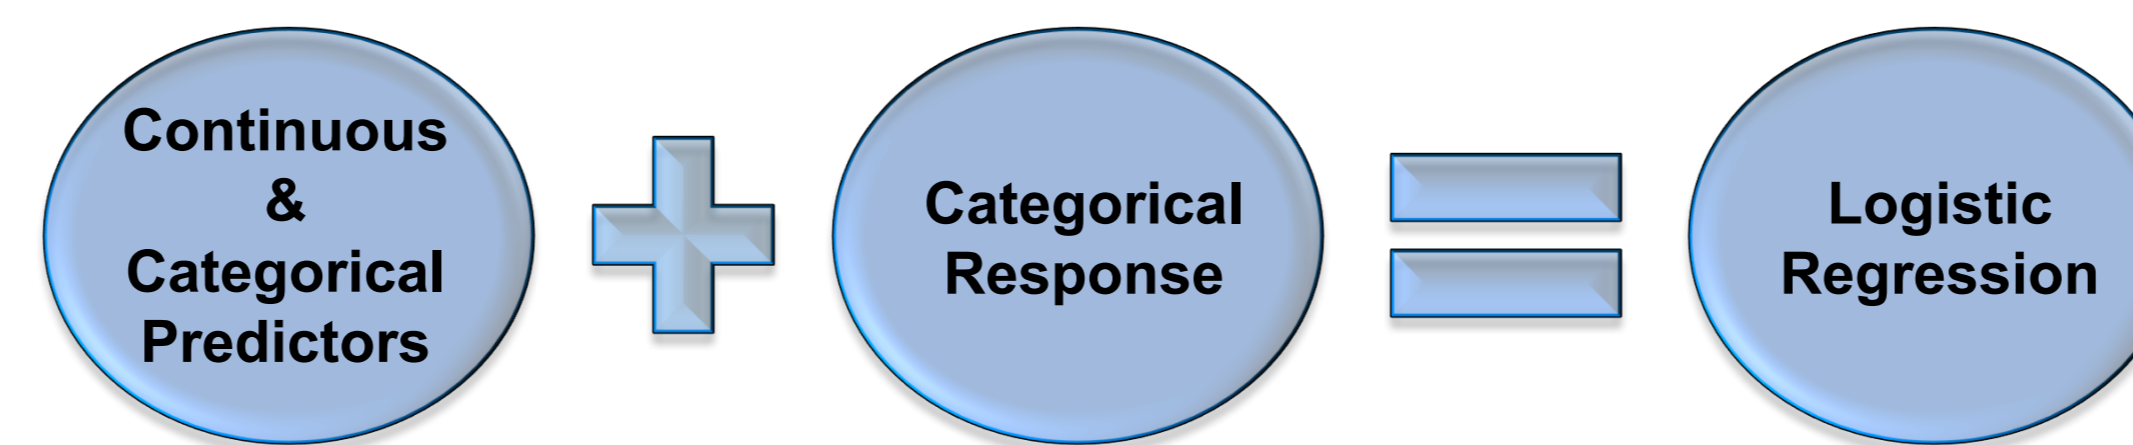 Continuous
&
Categorical
Predictors
Categorical
Response
Logistic
Regression